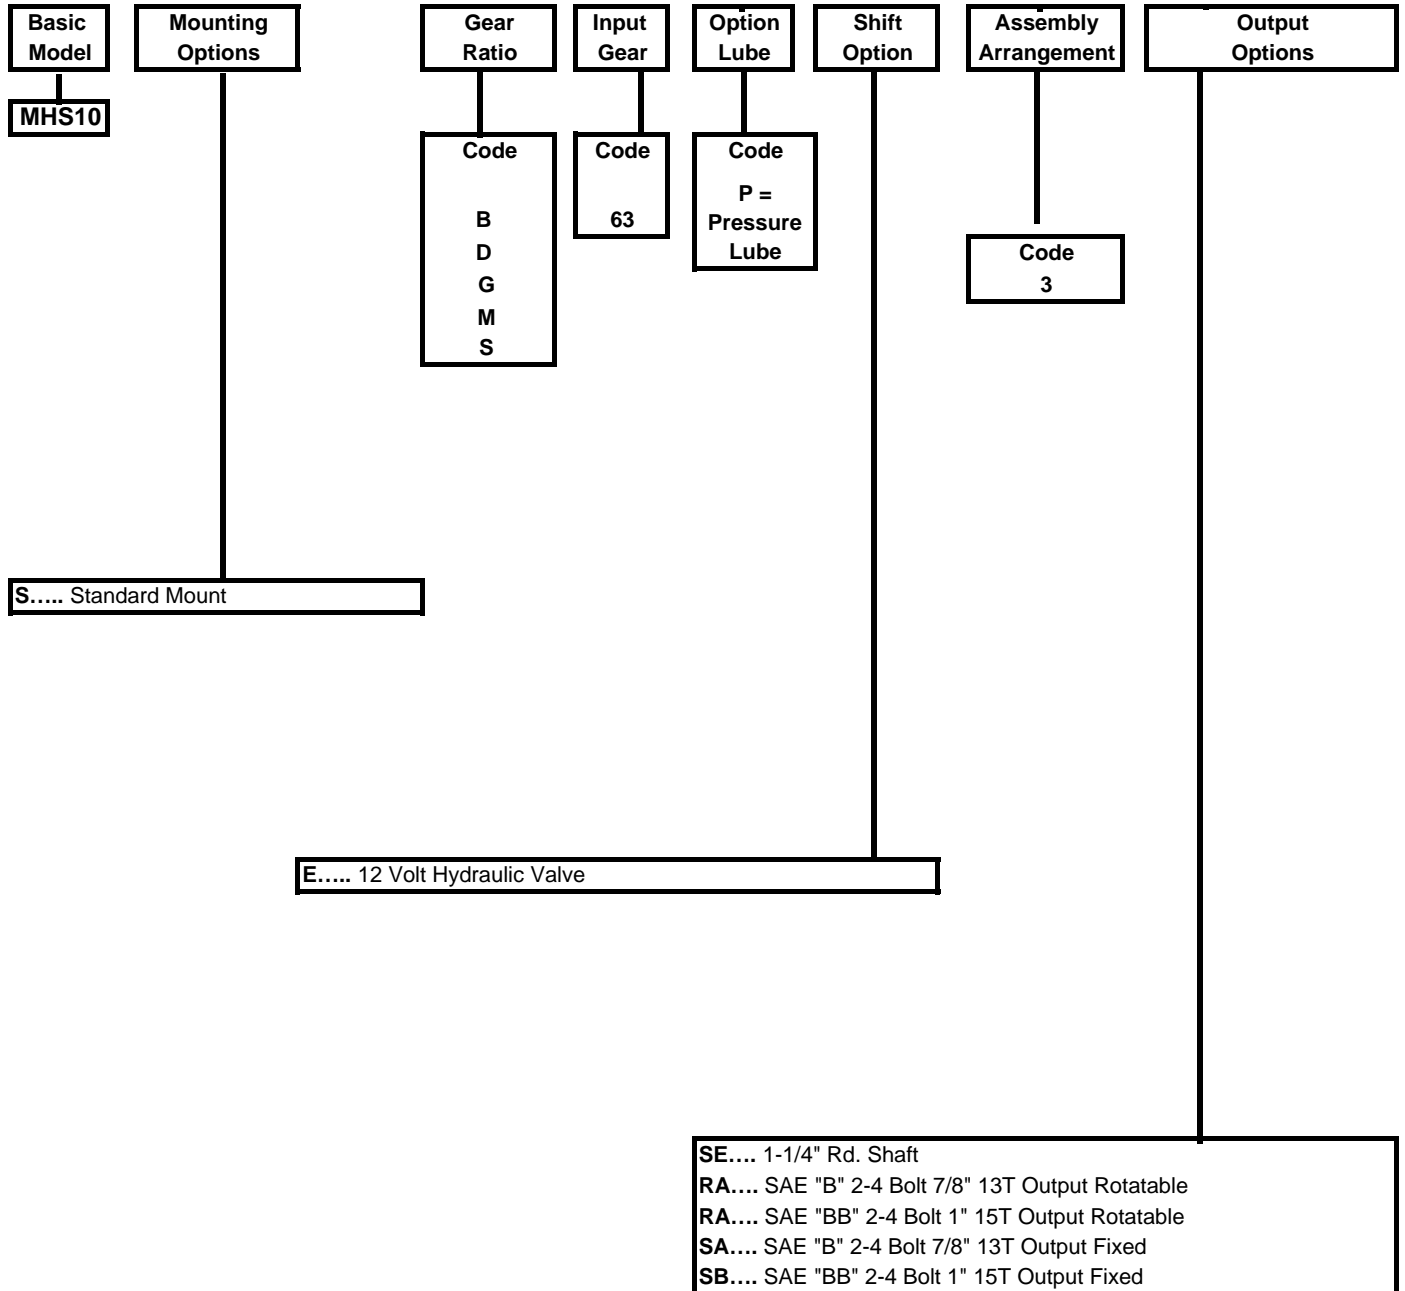 Basic Model
Mounting Options
Gear Ratio
Input Gear
Option Lube
Shift Option
Assembly Arrangement
Output Options
MHS10
Code
B
D
G
M
S
Code
63
Code
P =
Pressure
Lube
Code
3
S….. Standard Mount
E….. 12 Volt Hydraulic Valve
SE…. 1-1/4" Rd. Shaft
RA…. SAE "B" 2-4 Bolt 7/8" 13T Output Rotatable
RA…. SAE "BB" 2-4 Bolt 1" 15T Output Rotatable
SA…. SAE "B" 2-4 Bolt 7/8" 13T Output Fixed
SB…. SAE "BB" 2-4 Bolt 1" 15T Output Fixed